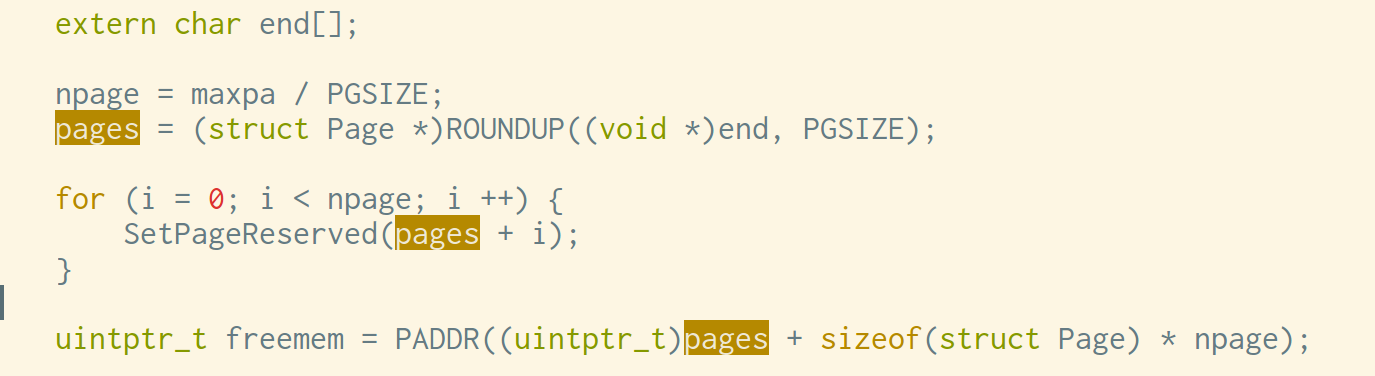 extern char end[];
npage = maxpa / PGSIZE;
pages = (struct Page *)ROUNDUP((void *)end, PGSIZE);
for (i = 0; i < npage; i ++) {
SetPageReserved(pages + i);
}
uintptr_t freemem = PADDR((uintptr_t)pages + sizeof(struct Page) * npage);